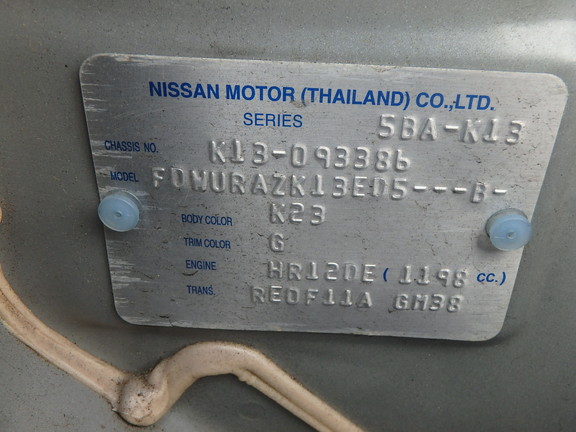 NISSAN MOTOR (THAILAND) CO.,LTD.
SERIES 5BA-K13
CHASSIS NO. K13-093386
MODEL FDWURAZK13ED5---B-
BODY COLOR K23
TRIM COLOR G
ENGINE HR12DE ( 1198 cc.)
TRANS. RE0F11A GM38